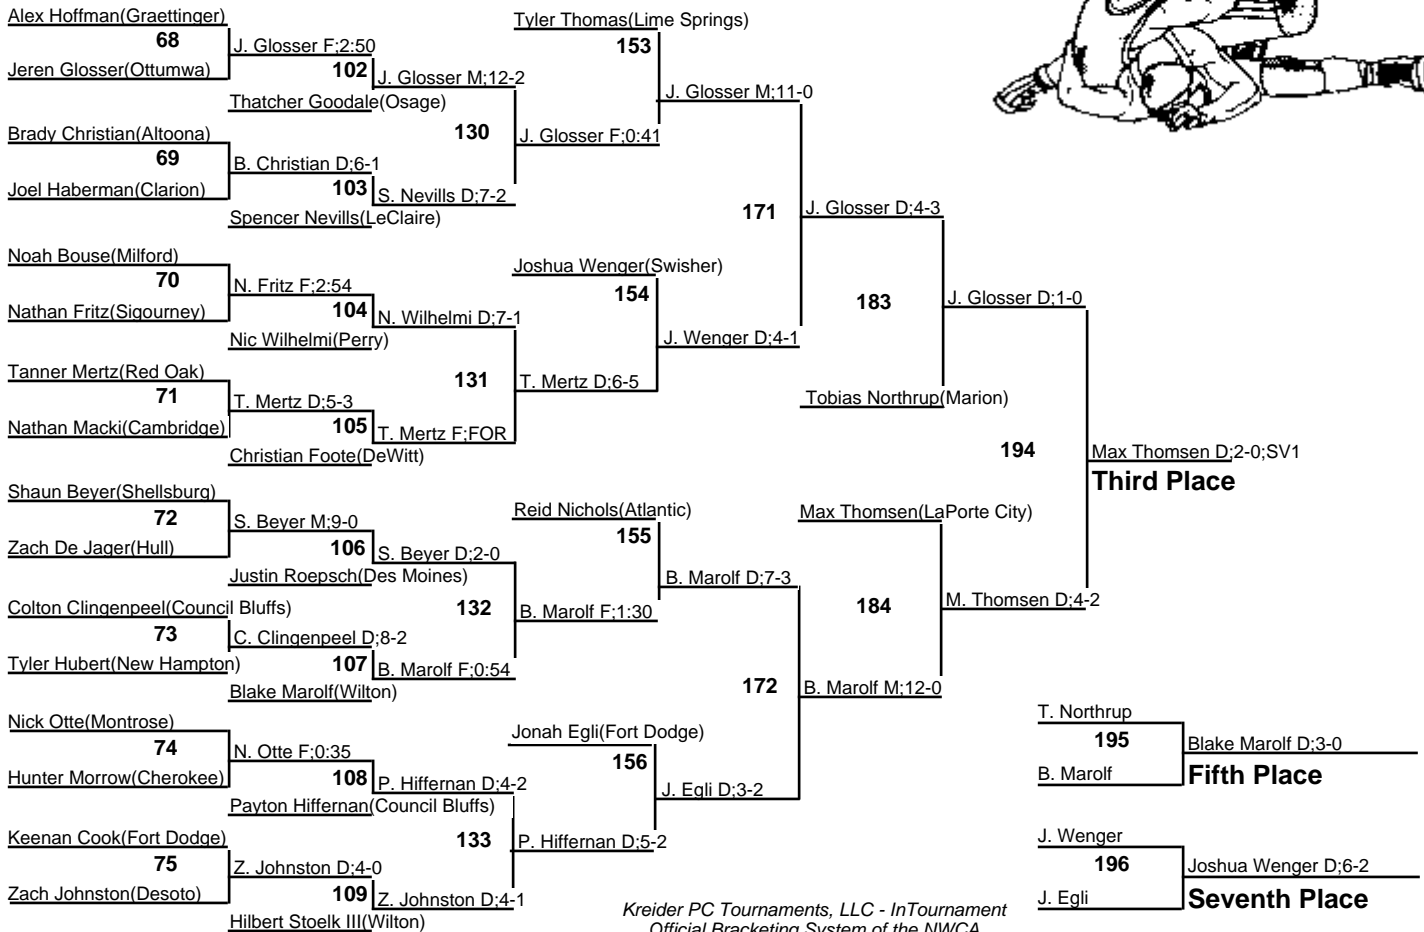 Alex Hoffman(Graettinger)
68
Jeren Glosser(Ottumwa)
J. Glosser F;2:50
102
Thatcher Goodale(Osage)
J. Glosser M;12-2
Brady Christian(Altoona)
69
Joel Haberman(Clarion)
B. Christian D;6-1
103
Spencer Nevills(LeClaire)
S. Nevills D;7-2
130
J. Glosser F;0:41
Tyler Thomas(Lime Springs)
153
J. Glosser M;11-0
Noah Bouse(Milford)
70
Nathan Fritz(Sigourney)
N. Fritz F;2:54
104
Nic Wilhelmi(Perry)
N. Wilhelmi D;7-1
Tanner Mertz(Red Oak)
71
Nathan Macki(Cambridge)
T. Mertz D;5-3
105
Christian Foote(DeWitt)
T. Mertz F;FOR
131
T. Mertz D;6-5
Joshua Wenger(Swisher)
154
J. Wenger D;4-1
171
J. Glosser D;4-3
183
Tobias Northrup(Marion)
J. Glosser D;1-0
Shaun Beyer(Shellsburg)
72
Zach De Jager(Hull)
S. Beyer M;9-0
106
Justin Roepsch(Des Moines)
S. Beyer D;2-0
Colton Clingenpeel(Council Bluffs)
73
Tyler Hubert(New Hampton)
C. Clingenpeel D;8-2
107
Blake Marolf(Wilton)
B. Marolf F;0:54
132
B. Marolf F;1:30
Reid Nichols(Atlantic)
155
B. Marolf D;7-3
Nick Otte(Montrose)
74
Hunter Morrow(Cherokee)
N. Otte F;0:35
108
Payton Hiffernan(Council Bluffs)
P. Hiffernan D;4-2
Keenan Cook(Fort Dodge)
75
Zach Johnston(Desoto)
Z. Johnston D;4-0
109
Hilbert Stoelk III(Wilton)
Z. Johnston D;4-1
133
P. Hiffernan D;5-2
Jonah Egli(Fort Dodge)
156
J. Egli D;3-2
172
B. Marolf M;12-0
Max Thomsen(LaPorte City)
184
M. Thomsen D;4-2
194
Max Thomsen D;2-0;SV1
Third Place
T. Northrup
195
B. Marolf
Blake Marolf D;3-0
Fifth Place
J. Wenger
196
J. Egli
Joshua Wenger D;6-2
Seventh Place
Kreider PC Tournaments, LLC - InTournament
Official Bracketing System of the NWCA